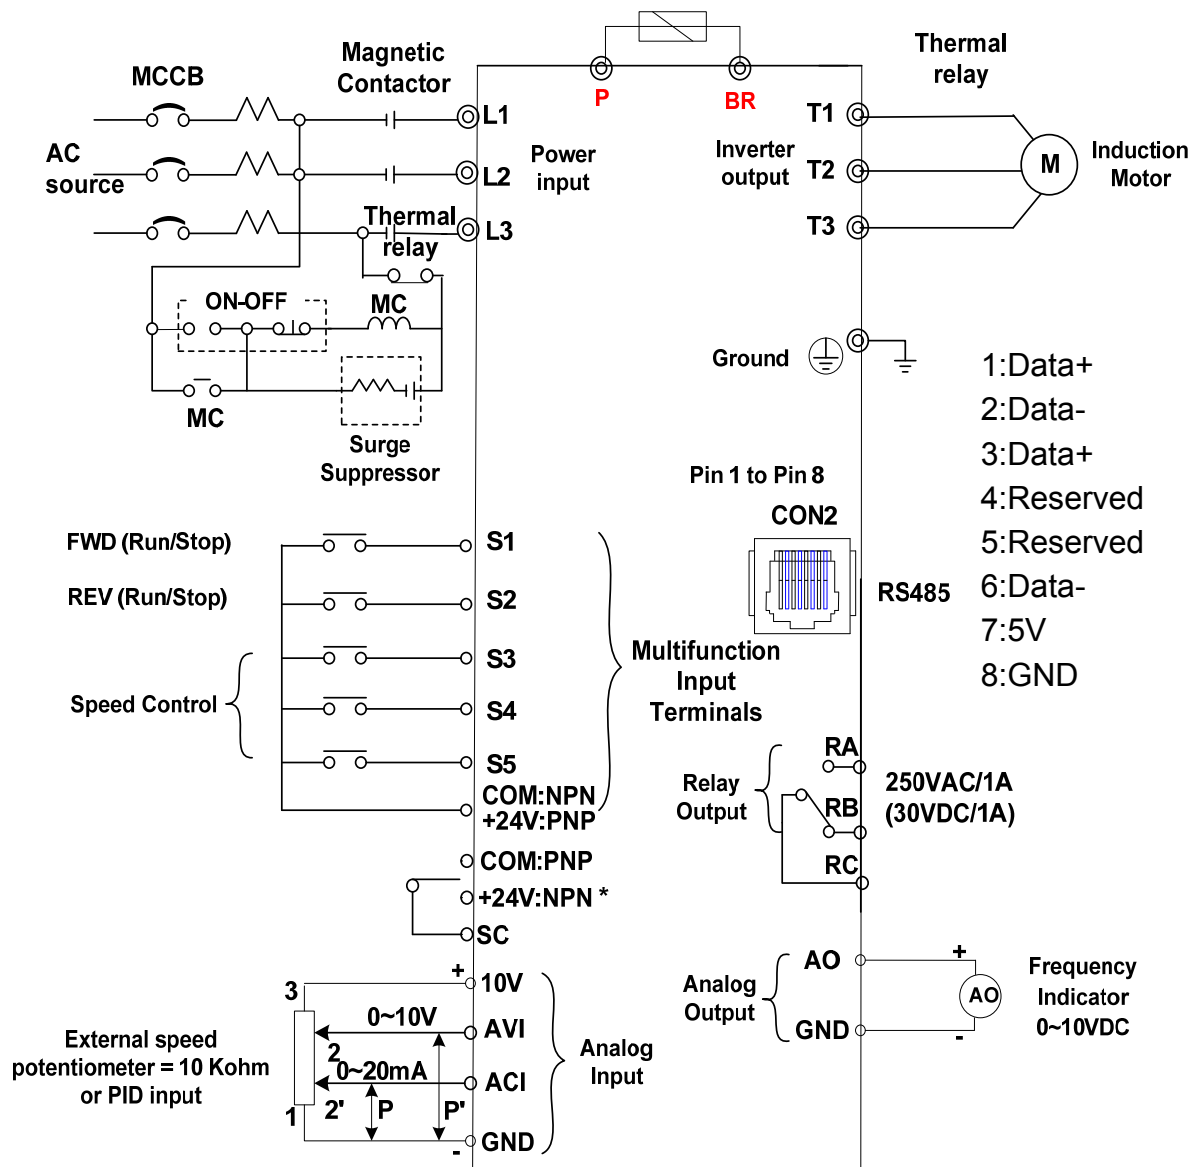 MCCB
Magnetic
Contactor
AC
source
L1
L2
L3
Power
input
Thermal
relay
ON-OFF
MC
MC
Surge
Suppressor
P
BR
Thermal
relay
T1
T2
T3
Inverter
output
M
Induction
Motor
Ground
1:Data+
2:Data-
3:Data+
4:Reserved
5:Reserved
6:Data-
7:5V
8:GND
Pin 1 to Pin 8
CON2
RS485
FWD (Run/Stop)
REV (Run/Stop)
Speed Control
S1
S2
S3
S4
S5
COM:NPN
+24V:PNP
Multifunction
Input
Terminals
COM:PNP
+24V:NPN *
SC
Relay
Output
RA
RB
RC
250VAC/1A
(30VDC/1A)
External speed
potentiometer = 10 Kohm
or PID input
3
2
2'
1
+
10V
0~10V
AVI
0~20mA
ACI
P
P'
-
GND
Analog
Input
Analog
Output
AO
GND
+
AO
-
Frequency
Indicator
0~10VDC